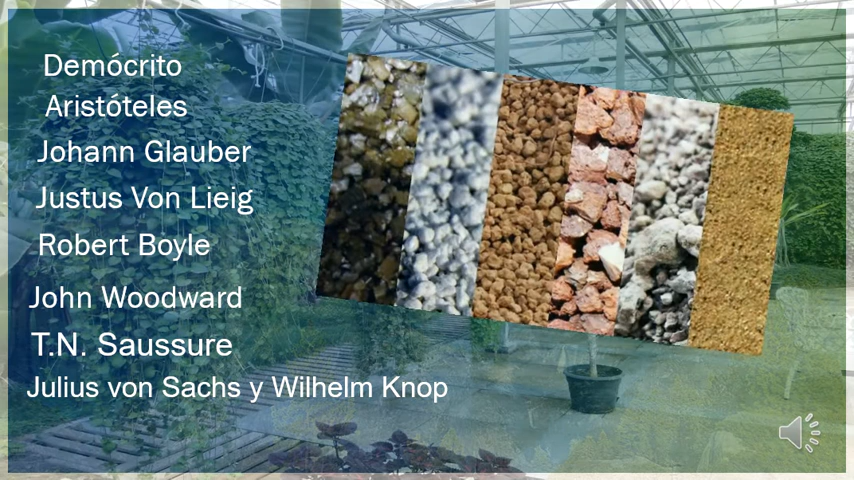 Demócrito
Aristóteles
Johann Glauber
Justus Von Lieig
Robert Boyle
John Woodward
T.N. Saussure
Julius von Sachs y Wilhelm Knop